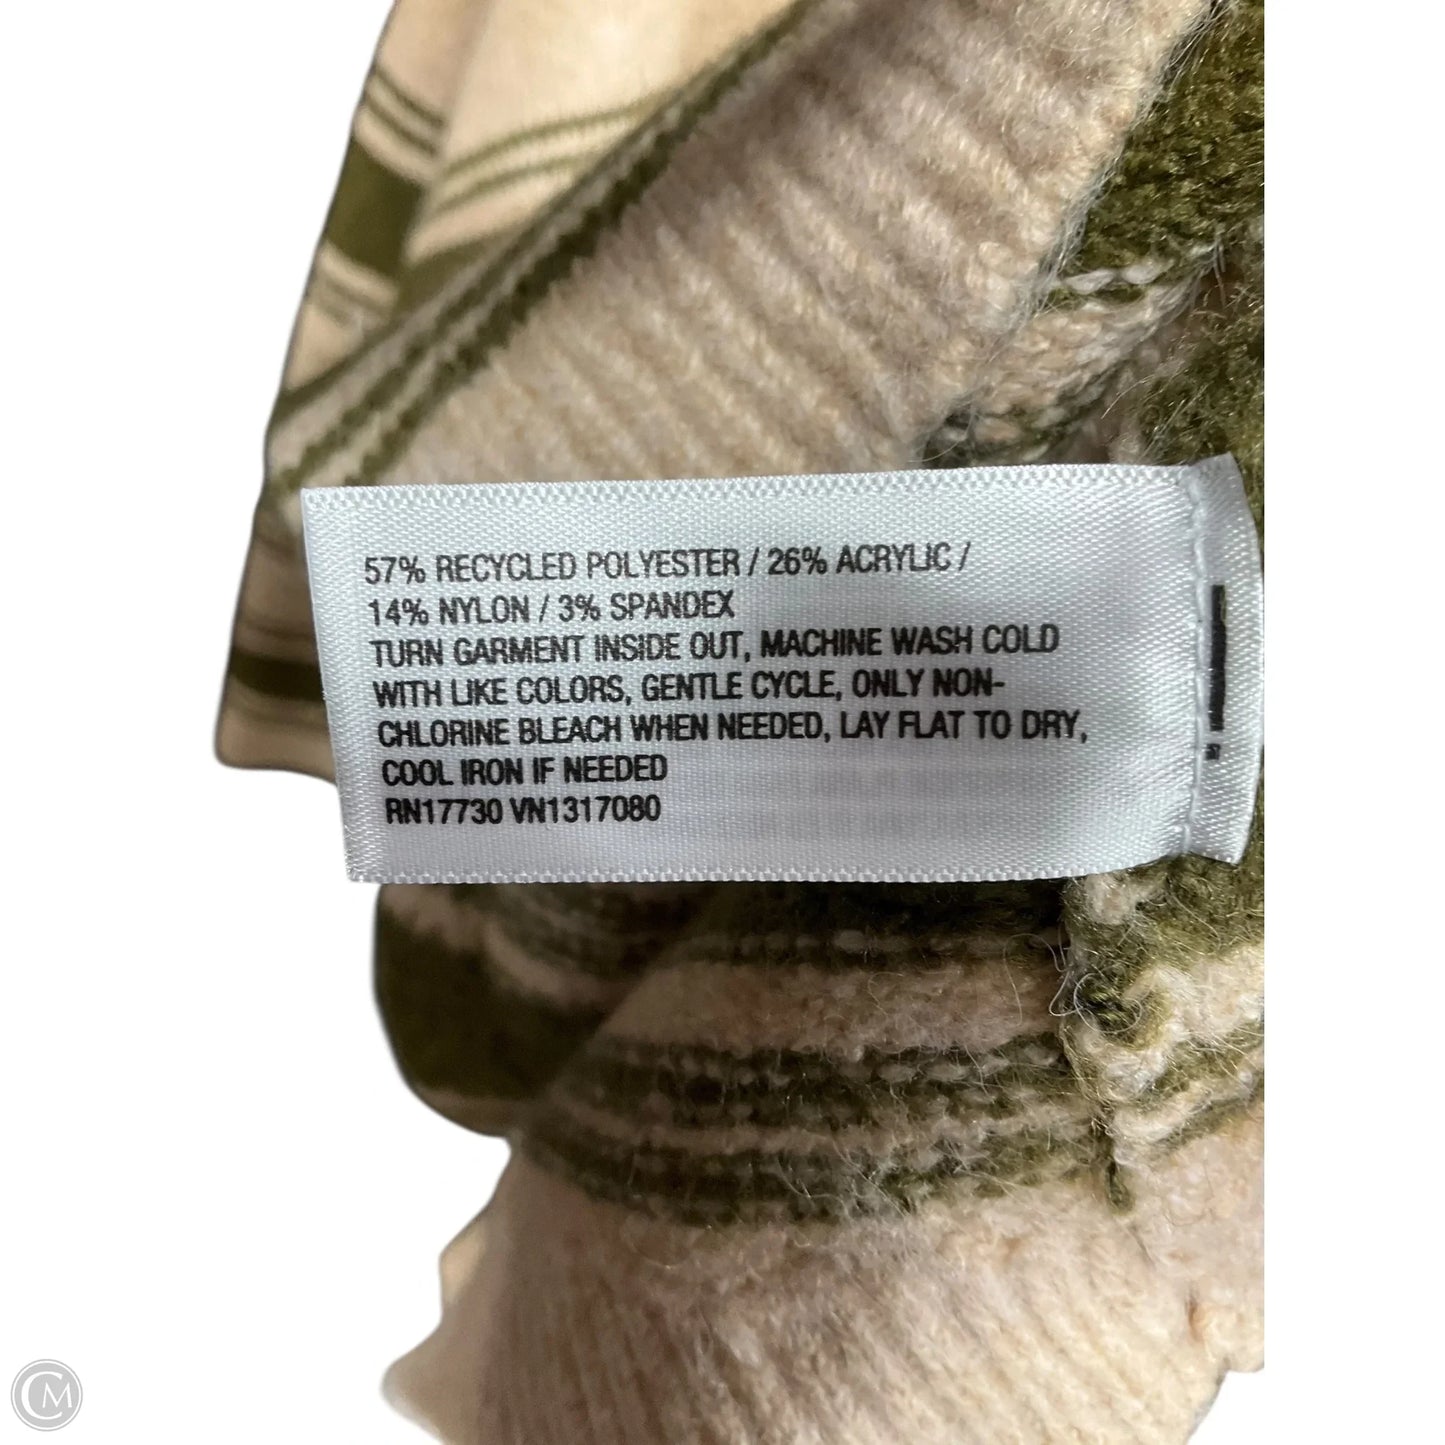 57% RECYCLED POLYESTER / 26% ACRYLIC /
14% NYLON / 3% SPANDEX
TURN GARMENT INSIDE OUT, MACHINE WASH COLD
WITH LIKE COLORS, GENTLE CYCLE, ONLY NON-
CHLORINE BLEACH WHEN NEEDED, LAY FLAT TO DRY,
COOL IRON IF NEEDED
RN17730 VN1317080
CM